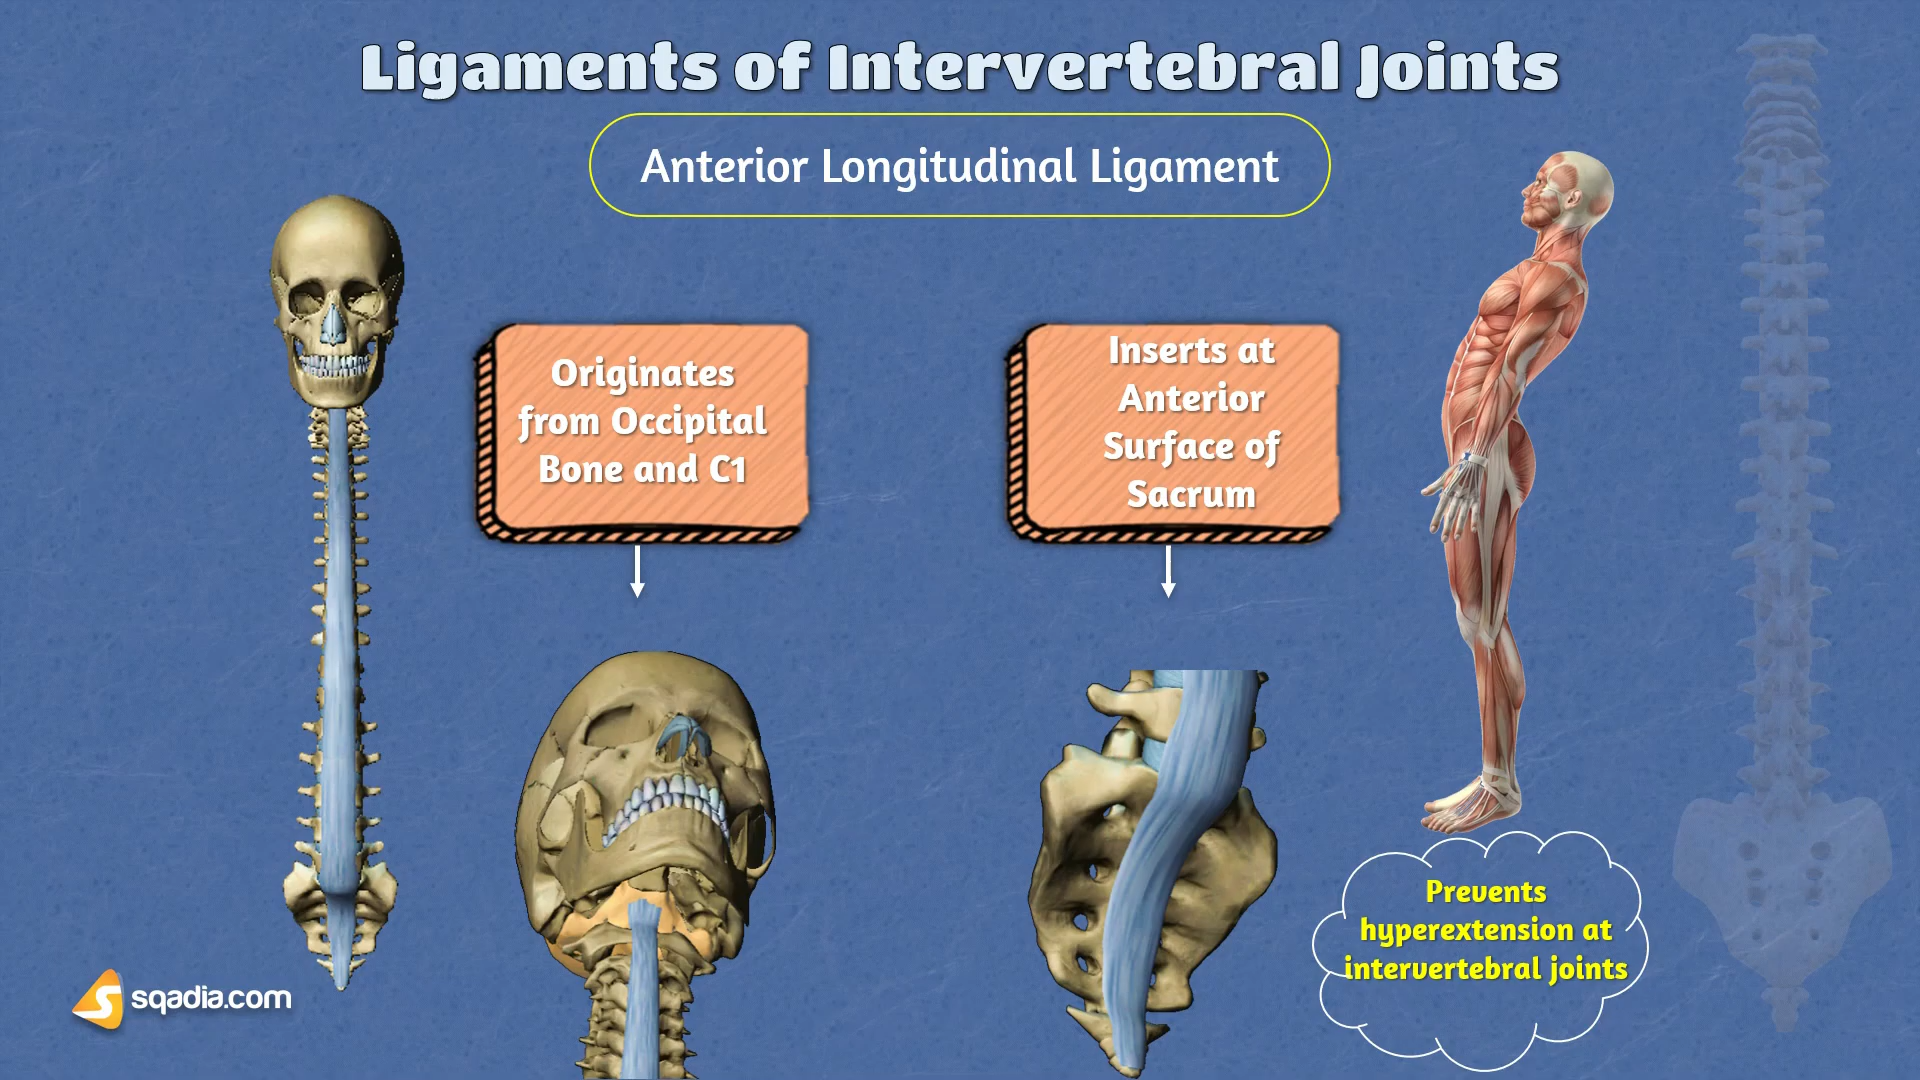 Ligaments of Intervertebral Joints
Anterior Longitudinal Ligament
Originates
from Occipital
Bone and C1
Inserts at
Anterior
Surface of
Sacrum
Prevents
hyperextension at
intervertebral joints
sqadia.com